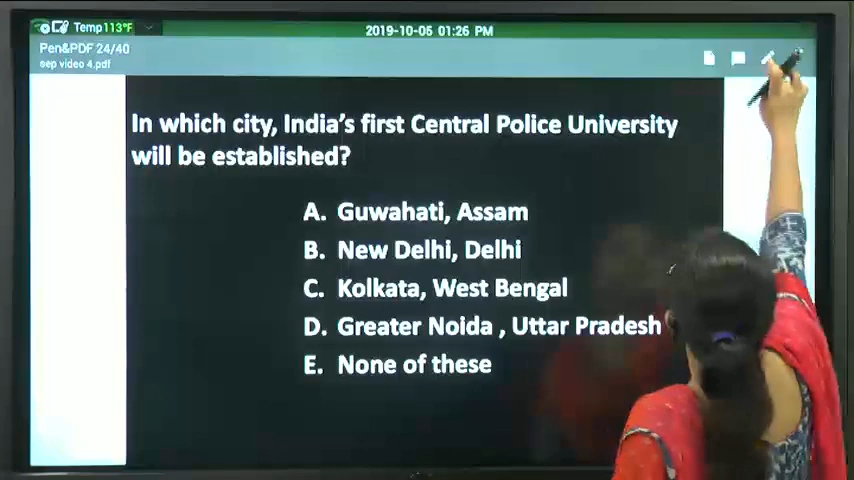 Temp113°F
2019-10-05 01:26 PM
Pen&PDF 24/40
sep video 4.pdf
In which city, India's first Central Police University
will be established?
A. Guwahati, Assam
B. New Delhi, Delhi
C. Kolkata, West Bengal
D. Greater Noida , Uttar Pradesh
E. None of these